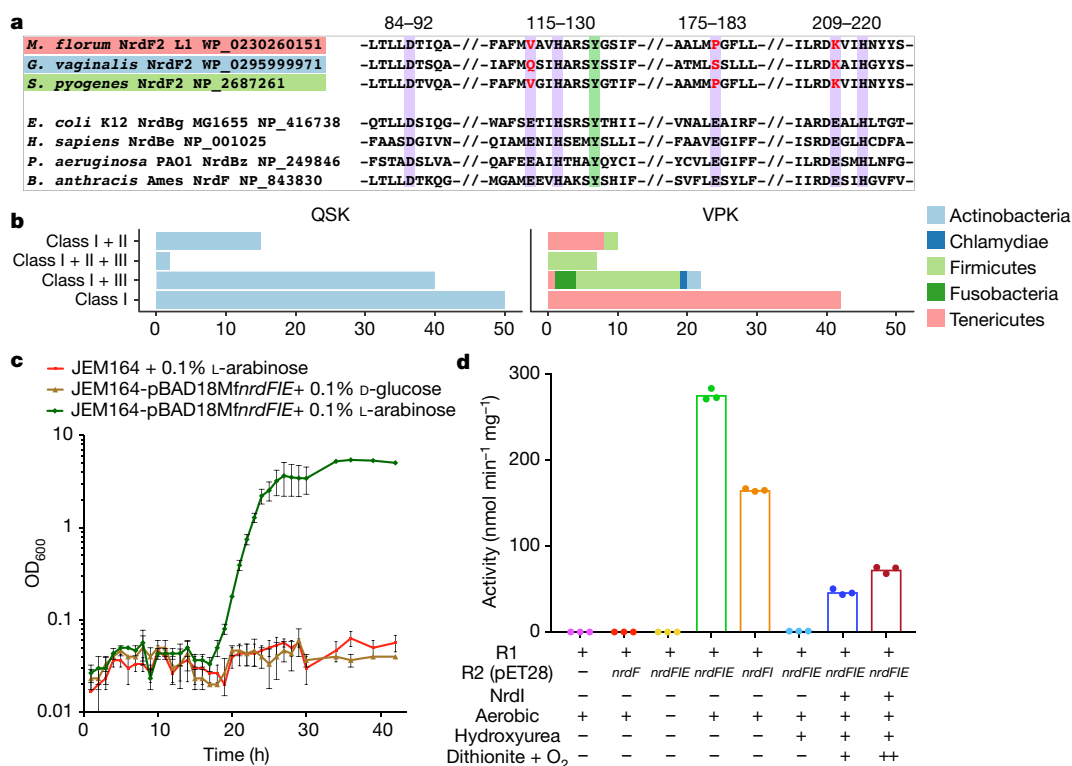 a
84–92 115–130 175–183 209–220
M. florum NrdF2 L1 WP_0230260151 -LTLLDTIQA-//-FAFMVAVHARSYGSIF-//-AALMPGFLL-//-ILRDKVIHNYYS-
G. vaginalis NrdF2 WP_0295999971 -LTLLDTSQA-//-IAFMQSIHARSYSSIF-//-ATMLSSLLL-//-ILRDKAIHGYYS-
S. pyogenes NrdF2 NP_2687261 -LTLLDTVQA-//-FAFMVGIHARSYSSIF-//-AALMPGFLL-//-ILRDKVIHNYYS-
E. coli K12 NrdBg MG1655 NP_416738 -QTLLDSIQG-//-WAFSETIHSRSYTHII-//-VNALEAIRF-//-IARDEALHLTGT-
H. sapiens NrdBe NP_001025 -FAASDGIVN-//-QIAMENIHSEMYSLLI-//-AVAEGIFF-//-ISRDEGLHCDFA-
P. aeruginosa PAO1 NrdBz NP_249846 -FSTADSLVA-//-QAFEEAIHTHAYQYCI-//-YCVLEGIFF-//-ILRDESMHLNFG-
B. anthracis Ames NrdF NP_843830 -LTLLDTKQG-//-MGAMEEVHAKSYSHIF-//-SVFLESYLF-//-IIRDESIHGVFV-
b
QSK VPK
Class I + II
Class I + II + III
Class I + III
Class I
0 10 20 30 40 50
0 10 20 30 40 50
Actinobacteria
Chlamydiae
Firmicutes
Fusobacteria
Tenericutes
c
JEM164 + 0.1% L-arabinose
JEM164-pBAD18MfnrdFIE+ 0.1% D-glucose
JEM164-pBAD18MfnrdFIE+ 0.1% L-arabinose
OD600
10
1
0.1
0.01
0 10 20 30 40
Time (h)
d
Activity (nmol min−1 mg−1)
300
200
100
0
R1 + + + + + + + +
R2 (pET28) – nrdF nrdFIE nrdFIE nrdFI nrdFIE nrdFIE nrdFIE
NrdI – – – – – – + +
Aerobic + + – + + + + +
Hydroxyurea – – – – – + + +
Dithionite + O2 – – – – – – + ++